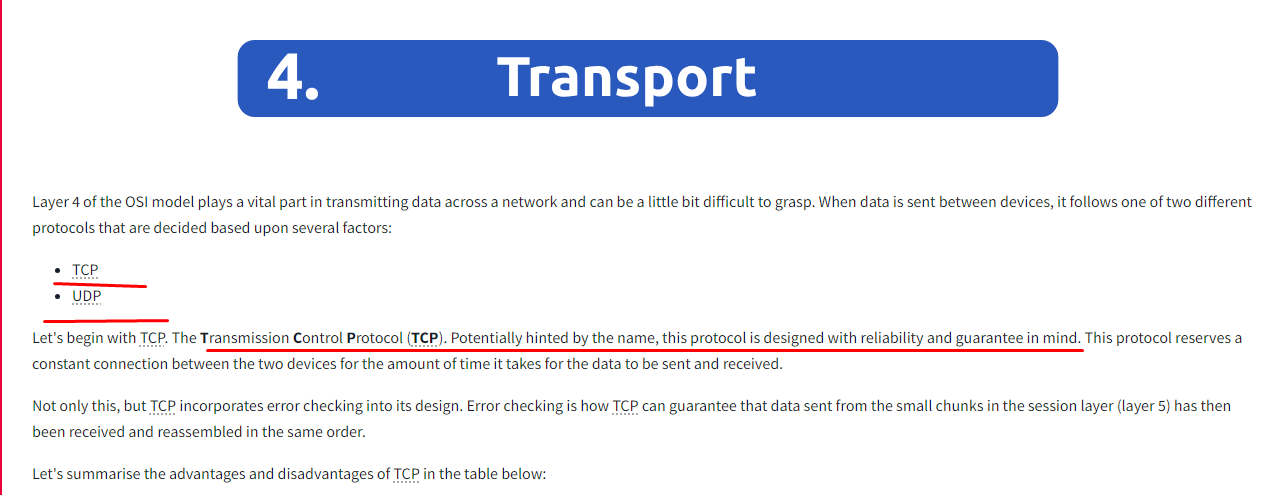 4. Transport
Layer 4 of the OSI model plays a vital part in transmitting data across a network and can be a little bit difficult to grasp. When data is sent between devices, it follows one of two different
protocols that are decided based upon several factors:
• TCP
• UDP
Let's begin with TCP. The Transmission Control Protocol (TCP). Potentially hinted by the name, this protocol is designed with reliability and guarantee in mind. This protocol reserves a
constant connection between the two devices for the amount of time it takes for the data to be sent and received.
Not only this, but TCP incorporates error checking into its design. Error checking is how TCP can guarantee that data sent from the small chunks in the session layer (layer 5) has then
been received and reassembled in the same order.
Let's summarise the advantages and disadvantages of TCP in the table below: